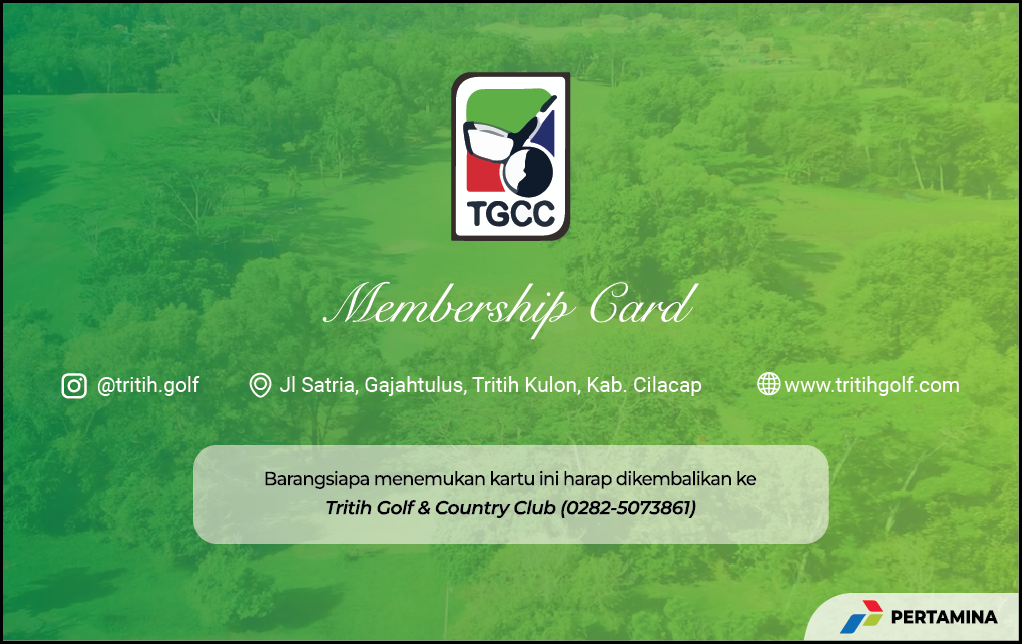 TGCC
Membership Card
@tritih.golf
Jl Satria, Gajahtulus, Tritih Kulon, Kab. Cilacap
www.tritihgolf.com
Barangsiapa menemukan kartu ini harap dikembalikan ke
Tritih Golf & Country Club (0282-5073861)
PERTAMINA